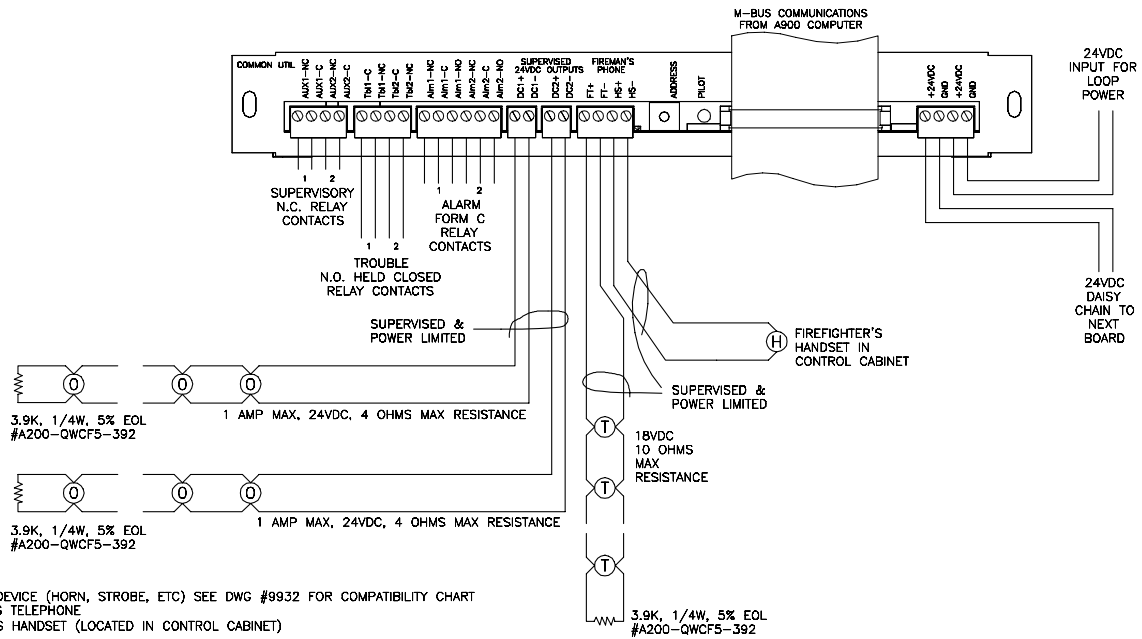 M-BUS COMMUNICATIONS
FROM A900 COMPUTER
COMMON UTIL
AUX1-NC
AUX1-C
AUX2-NC
AUX2-C
Tbl1-C
Tbl1-NC
Tbl2-C
Tbl2-NC
Alm1-NC
Alm1-C
Alm1-NO
Alm2-NC
Alm2-C
Alm2-NO
SUPERVISED
24VDC OUTPUTS
DC1+
DC1-
DC2+
DC2-
FIREMAN'S
PHONE
FT+
FT-
HS+
HS-
ADDRESS
PILOT
+24VDC
GND
+24VDC
GND
24VDC
INPUT FOR
LOOP
POWER
1 2
SUPERVISORY
N.C. RELAY
CONTACTS
1 2
ALARM
FORM C
RELAY
CONTACTS
1 2
TROUBLE
N.O. HELD CLOSED
RELAY CONTACTS
24VDC
DAISY
CHAIN TO
NEXT
BOARD
SUPERVISED &
POWER LIMITED
H
FIREFIGHTER'S
HANDSET IN
CONTROL CABINET
O O O
3.9K, 1/4W, 5% EOL
#A200-QWCF5-392
1 AMP MAX, 24VDC, 4 OHMS MAX RESISTANCE
SUPERVISED &
POWER LIMITED
T
18VDC
10 OHMS
MAX
RESISTANCE
T
O O O
3.9K, 1/4W, 5% EOL
#A200-QWCF5-392
1 AMP MAX, 24VDC, 4 OHMS MAX RESISTANCE
T
3.9K, 1/4W, 5% EOL
#A200-QWCF5-392
DEVICE (HORN, STROBE, ETC) SEE DWG #9932 FOR COMPATIBILITY CHART
S TELEPHONE
S HANDSET (LOCATED IN CONTROL CABINET)